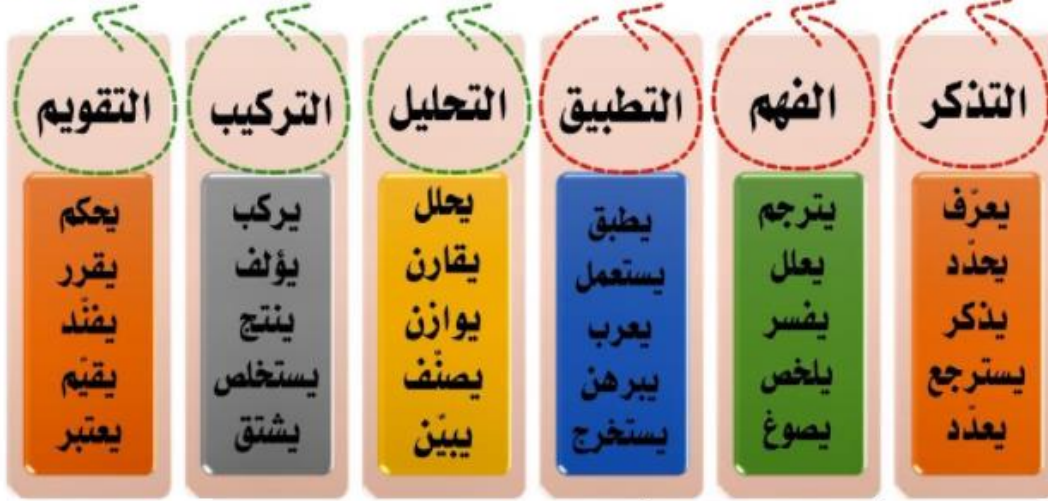 التذكر
يعرّف
يحدّد
يذكر
يسترجع
يعدّد
الفهم
يترجم
يعلل
يفسر
يلخص
يصوغ
التطبيق
يطبق
يستعمل
يعرب
يبرهن
يستخرج
التحليل
يحلل
يقارن
يوازن
يصنّف
يبيّن
التركيب
يركب
يؤلف
ينتج
يستخلص
يشتق
التقويم
يحكم
يقرر
يفنّد
يقيّم
يعتبر